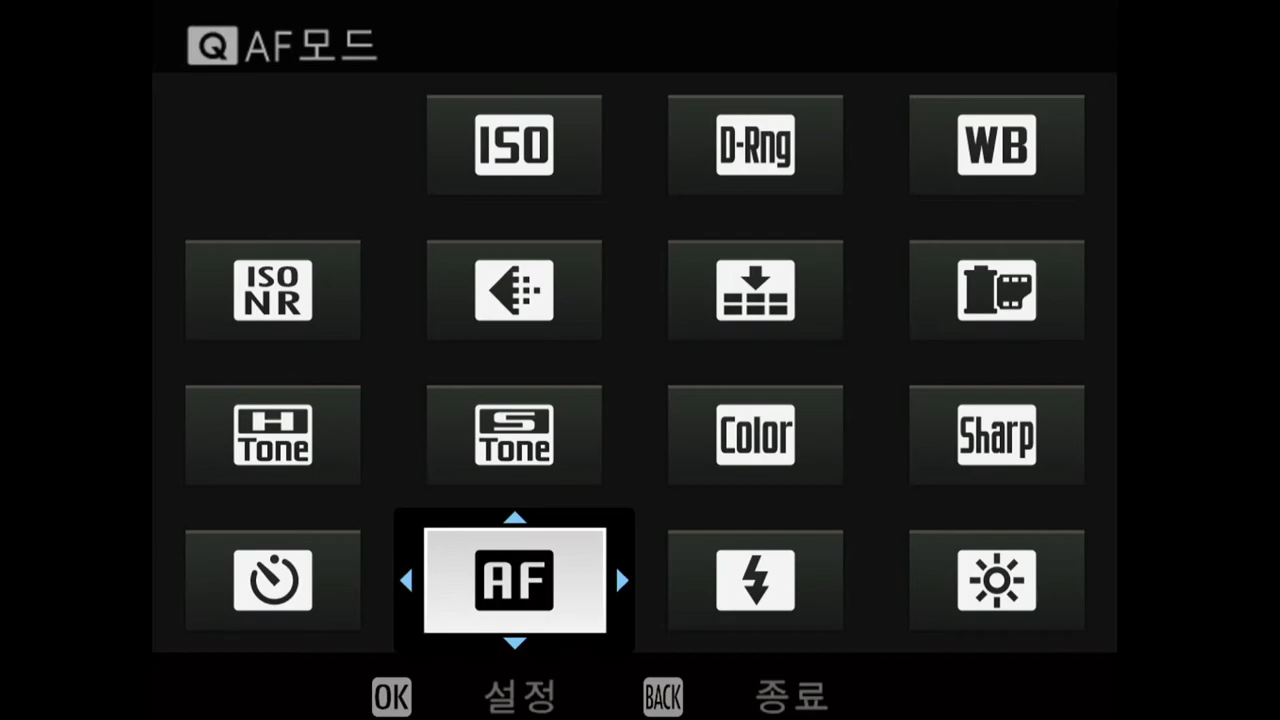 Q AF모드
ISO D-Rng WB
ISO NR
H Tone S Tone Color Sharp
AF
OK 설정 BACK 종료